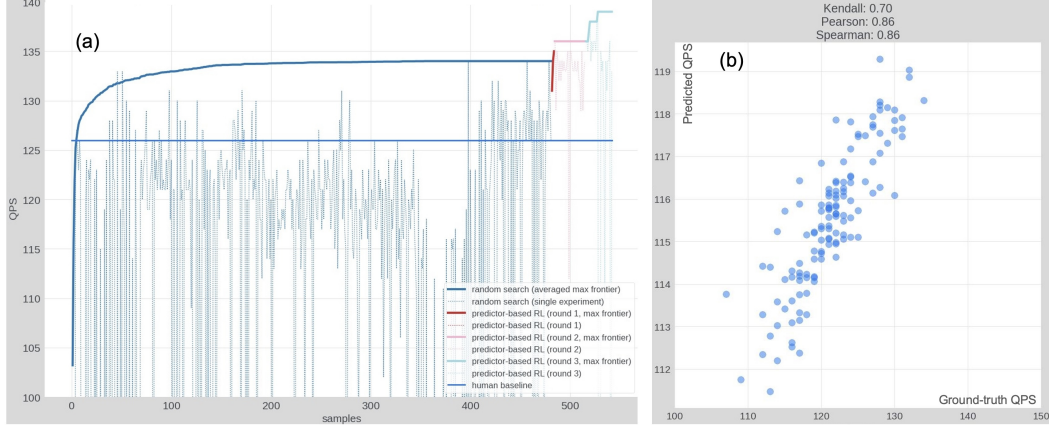 140
135
130
125
120
115
110
105
100
QPS
(a)
random search (averaged max frontier)
random search (single experiment)
predictor-based RL (round 1, max frontier)
predictor-based RL (round 1)
predictor-based RL (round 2, max frontier)
predictor-based RL (round 2)
predictor-based RL (round 3, max frontier)
predictor-based RL (round 3)
human baseline
0 100 200 300 400 500
samples
Kendall: 0.70
Pearson: 0.86
Spearman: 0.86
(b)
Predicted QPS
119
118
117
116
115
114
113
112
Ground-truth QPS
100 110 120 130 140 150